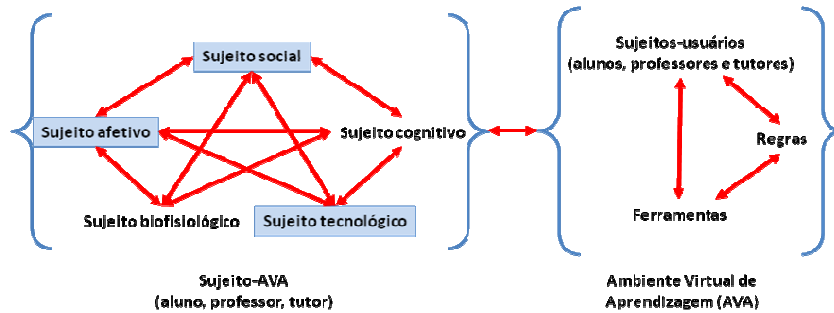 Sujeito social
Sujeito afetivo
Sujeito cognitivo
Sujeito biofisiológico
Sujeito tecnológico
Sujeito-AVA
(aluno, professor, tutor)
Sujeitos-usuários
(alunos, professores e tutores)
Regras
Ferramentas
Ambiente Virtual de
Aprendizagem (AVA)